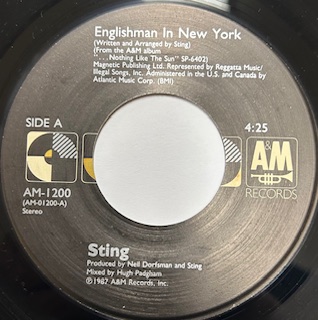 Englishman In New York
(Written and Arranged by Sting)
(From the A&M album
...Nothing Like The Sun" SP-6402)
Magnetic Publishing Ltd. Represented by Reggatta Music/
Illegal Songs, Inc. Administered in the U.S. and Canada by
Atlantic Music Corp. (BMI)
SIDE A
4:25
A&M
RECORDS
AM-1200
(AM-01200-A)
Stereo
Sting
Produced by Neil Dorfsman and Sting
Mixed by Hugh Padgham
℗1987 A&M Records, Inc.